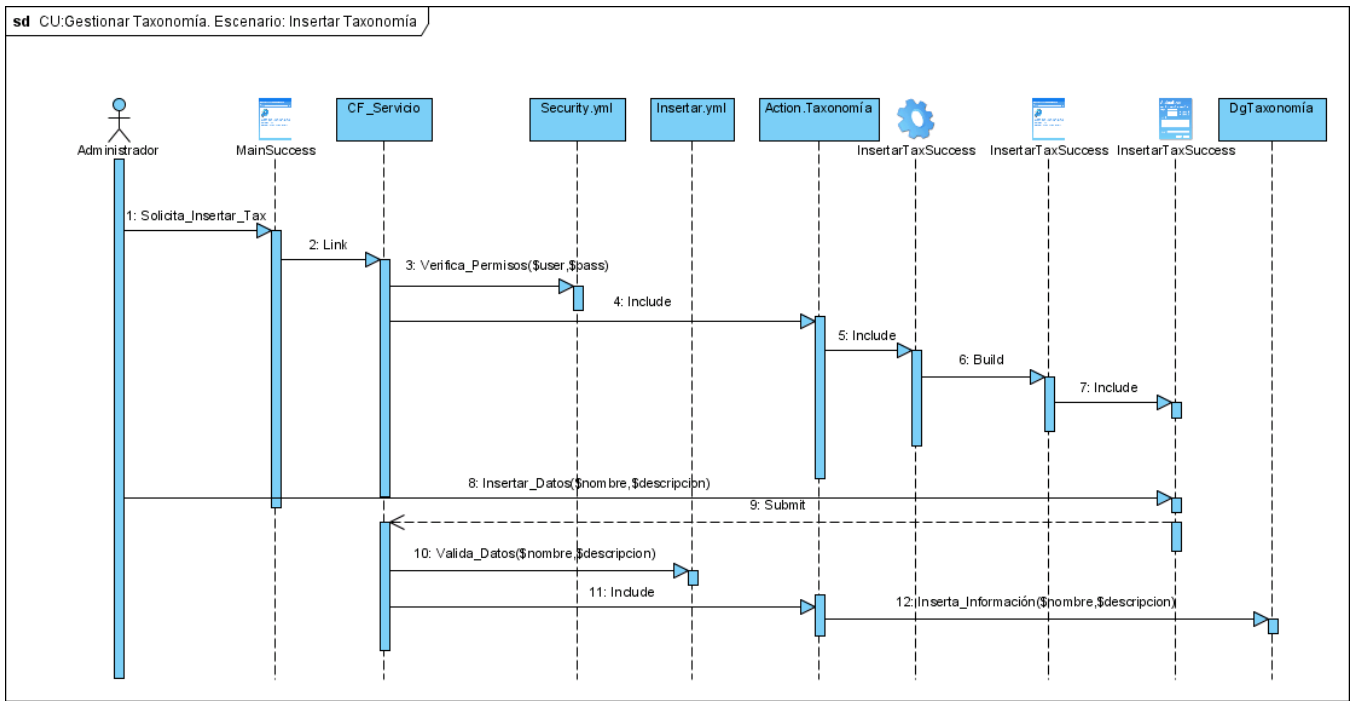 sd CU:Gestionar Taxonomía. Escenario: Insertar Taxonomía
CF_Servicio
Security.yml
Insertar.yml
Action.Taxonomía
DgTaxonomía
Administrador
MainSuccess
InsertarTaxSuccess
InsertarTaxSuccess
InsertarTaxSuccess
1: Solicita_Insertar_Tax
2: Link
3: Verifica_Permisos($user,$pass)
4: Include
5: Include
6: Build
7: Include
8: Insertar_Datos($nombre,$descripcion)
9: Submit
10: Valida_Datos($nombre,$descripcion)
11: Include
12: Inserta_Información($nombre,$descripcion)